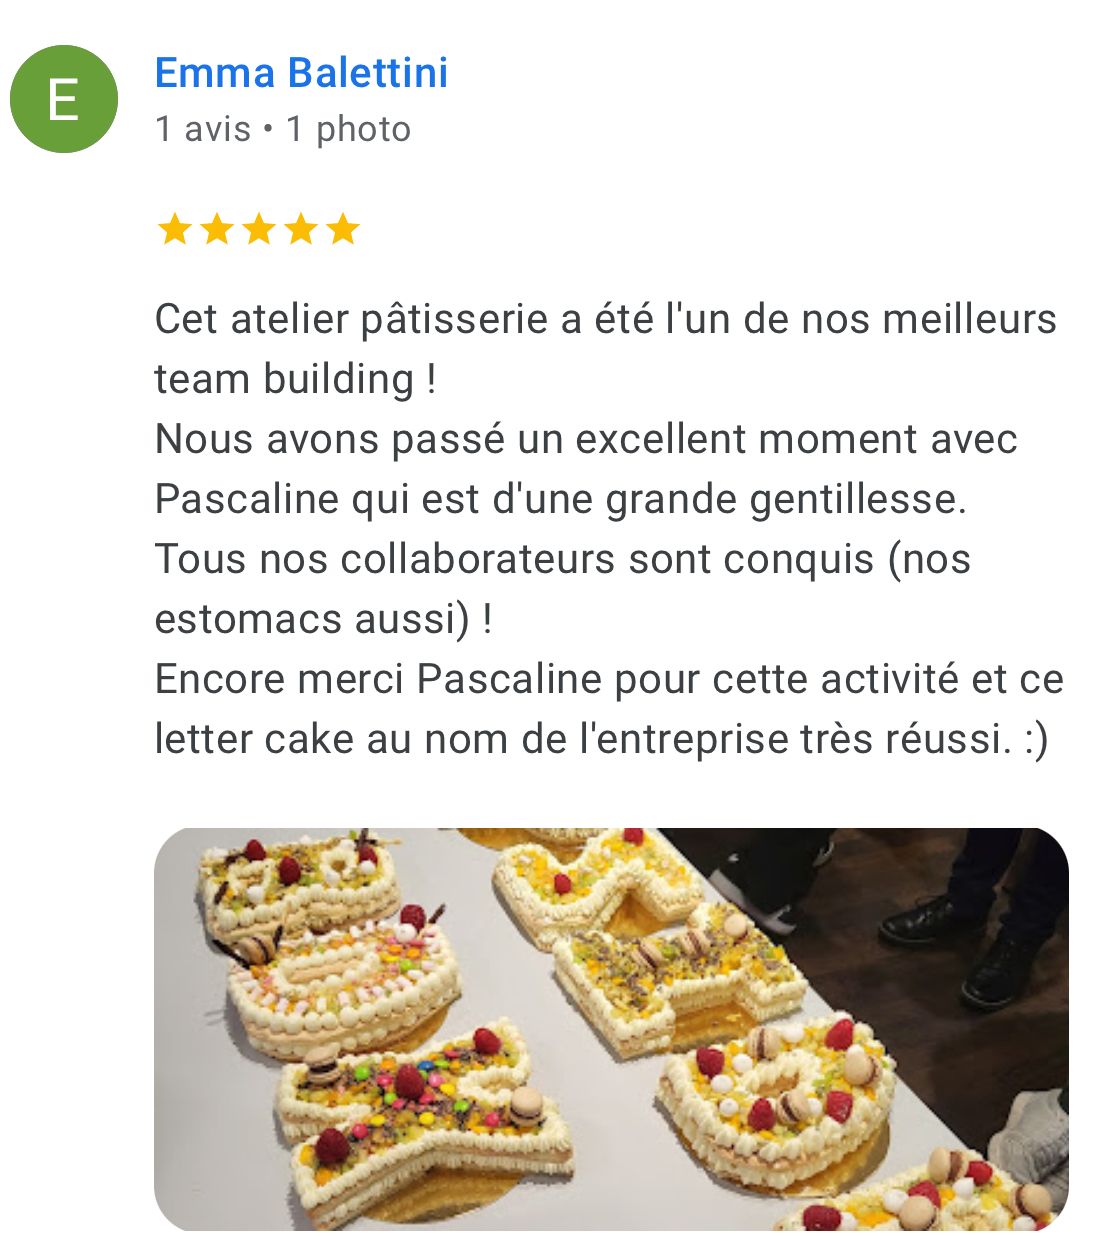 E
Emma Balettini
1 avis • 1 photo
Cet atelier pâtisserie a été l'un de nos meilleurs
team building !
Nous avons passé un excellent moment avec
Pascaline qui est d'une grande gentillesse.
Tous nos collaborateurs sont conquis (nos
estomacs aussi) !
Encore merci Pascaline pour cette activité et ce
letter cake au nom de l'entreprise très réussi. :)